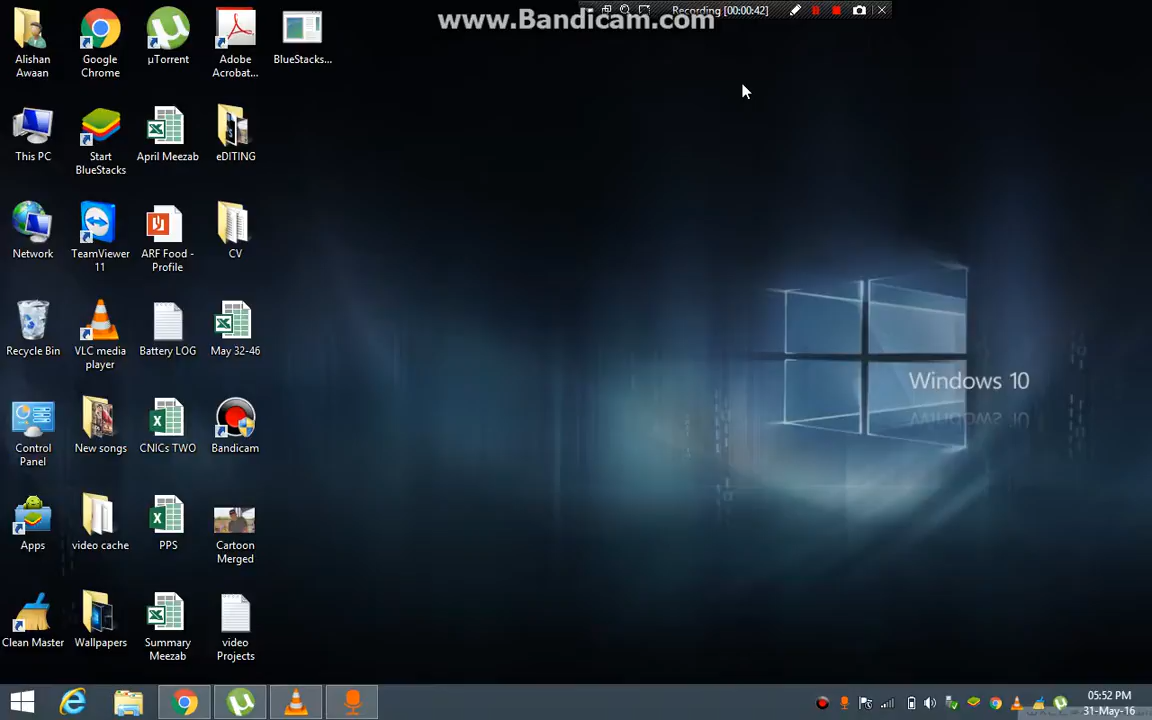 www.Bandicam.com
Recording [00:00:42]
Alishan
Awaan
Google
Chrome
µTorrent
Adobe
Acrobat...
BlueStacks...
This PC
Start
BlueStacks
April Meezab
eDITING
Network
TeamViewer
11
ARF Food -
Profile
CV
Recycle Bin
VLC media
player
Battery LOG
May 32-46
Control
Panel
New songs
CNICs TWO
Bandicam
Apps
video cache
PPS
Cartoon
Merged
Clean Master
Wallpapers
Summary
Meezab
video
Projects
Windows 10
05:52 PM
31-May-16